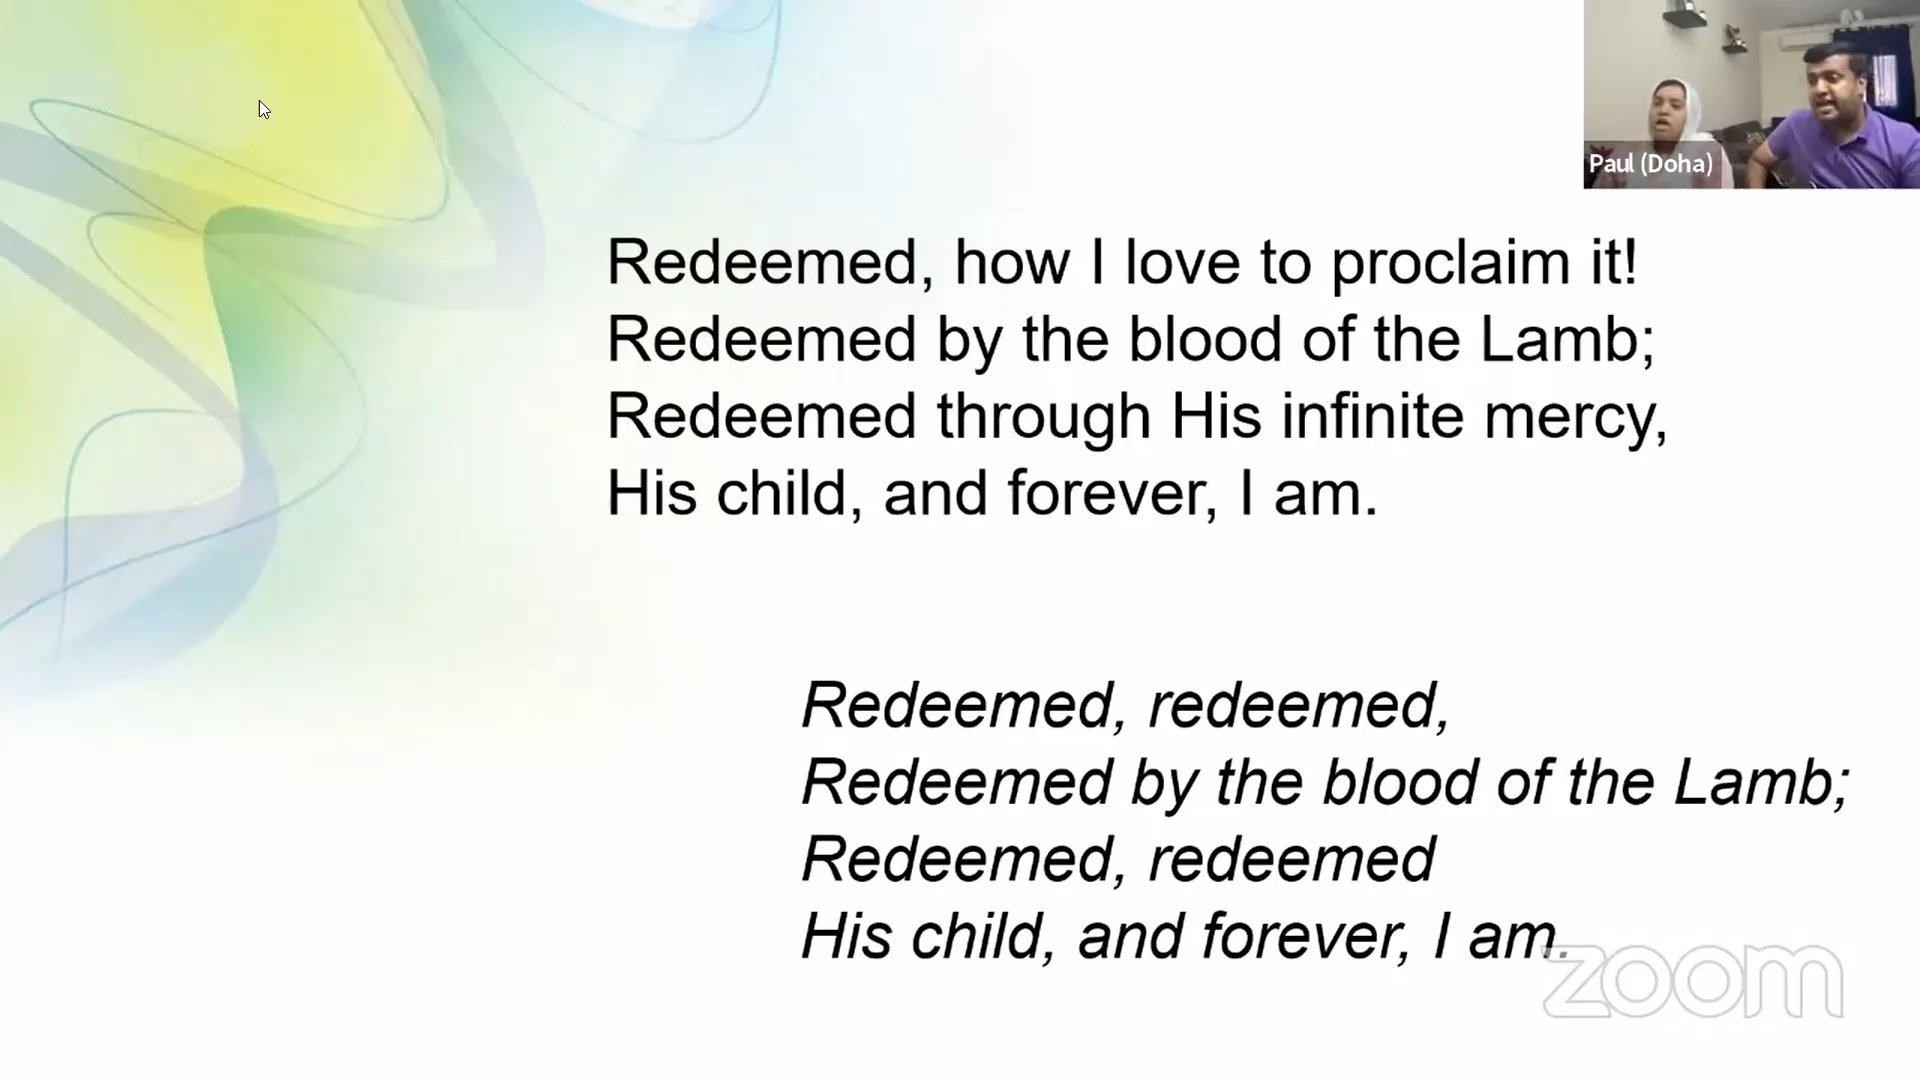 Paul (Doha)
Redeemed, how I love to proclaim it!
Redeemed by the blood of the Lamb;
Redeemed through His infinite mercy,
His child, and forever, I am.
Redeemed, redeemed,
Redeemed by the blood of the Lamb;
Redeemed, redeemed
His child, and forever, I am.
zoom